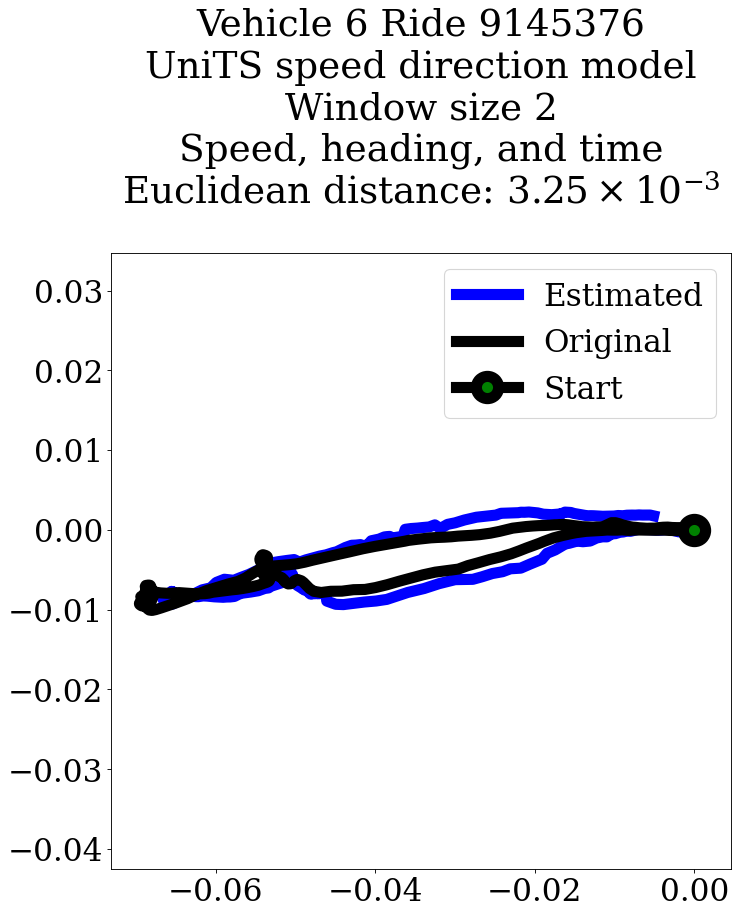 Vehicle 6 Ride 9145376
UniTS speed direction model
Window size 2
Speed, heading, and time
Euclidean distance: 3.25 × 10⁻³
Estimated
Original
Start
0.03
0.02
0.01
0.00
−0.01
−0.02
−0.03
−0.04
−0.06 −0.04 −0.02 0.00